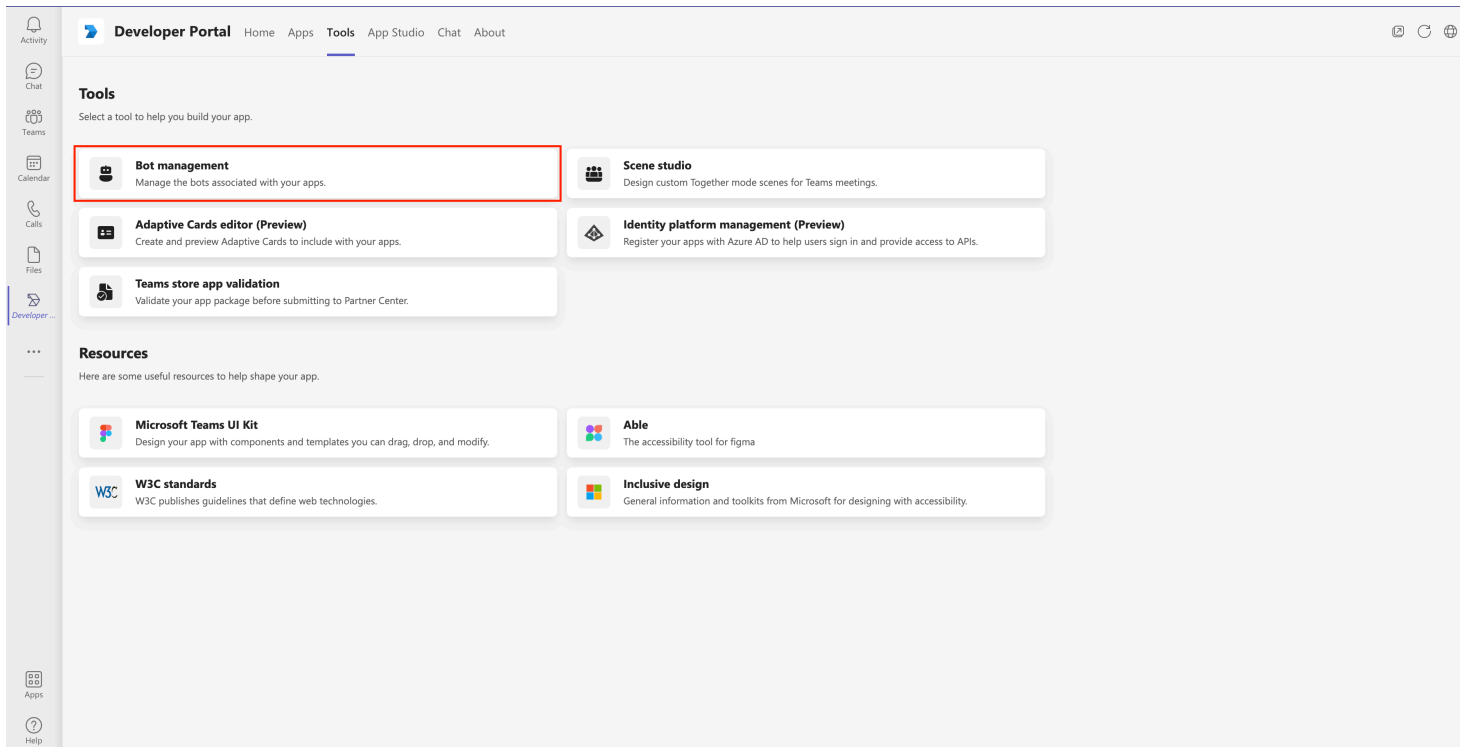 Activity
Chat
Teams
Calendar
Calls
Files
Developer ...
Apps
Help
Developer Portal Home Apps Tools App Studio Chat About
Tools
Select a tool to help you build your app.
Bot management
Manage the bots associated with your apps.
Scene studio
Design custom Together mode scenes for Teams meetings.
Adaptive Cards editor (Preview)
Create and preview Adaptive Cards to include with your apps.
Identity platform management (Preview)
Register your apps with Azure AD to help users sign in and provide access to APIs.
Teams store app validation
Validate your app package before submitting to Partner Center.
Resources
Here are some useful resources to help shape your app.
Microsoft Teams UI Kit
Design your app with components and templates you can drag, drop, and modify.
Able
The accessibility tool for figma
W3C
W3C standards
W3C publishes guidelines that define web technologies.
Inclusive design
General information and toolkits from Microsoft for designing with accessibility.